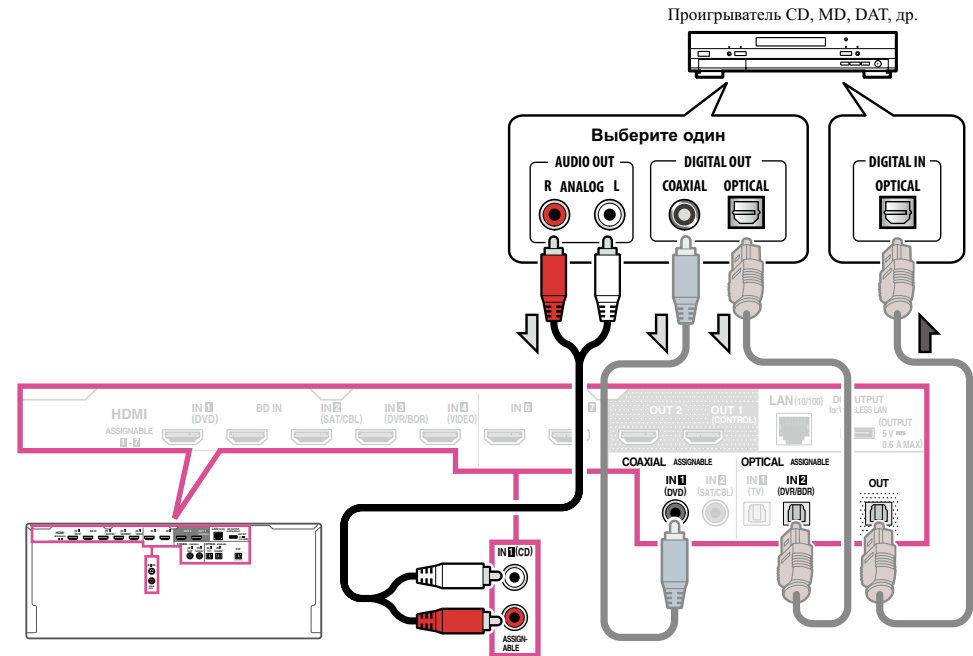 Проигрыватель CD, MD, DAT, др.
Выберите один
AUDIO OUT
R ANALOG L
DIGITAL OUT
COAXIAL OPTICAL
DIGITAL IN
OPTICAL
HDMI
ASSIGNABLE
1-7
IN 1
(DVD)
BD IN
IN 2
(SAT/CBL)
IN 3
(DVR/BDR)
IN 4
(VIDEO)
IN 6
7
OUT 2
OUT 1
(CONTROL)
LAN (10/100)
OUTPUT
(OUTPUT
5 V
0.6 A MAX)
COAXIAL ASSIGNABLE
IN 1
(DVD)
IN 2
(SAT/CBL)
OPTICAL ASSIGNABLE
IN 1
(TV)
IN 2
(DVR/BDR)
OUT
IN 1 (CD)
ASSIGN-
ABLE